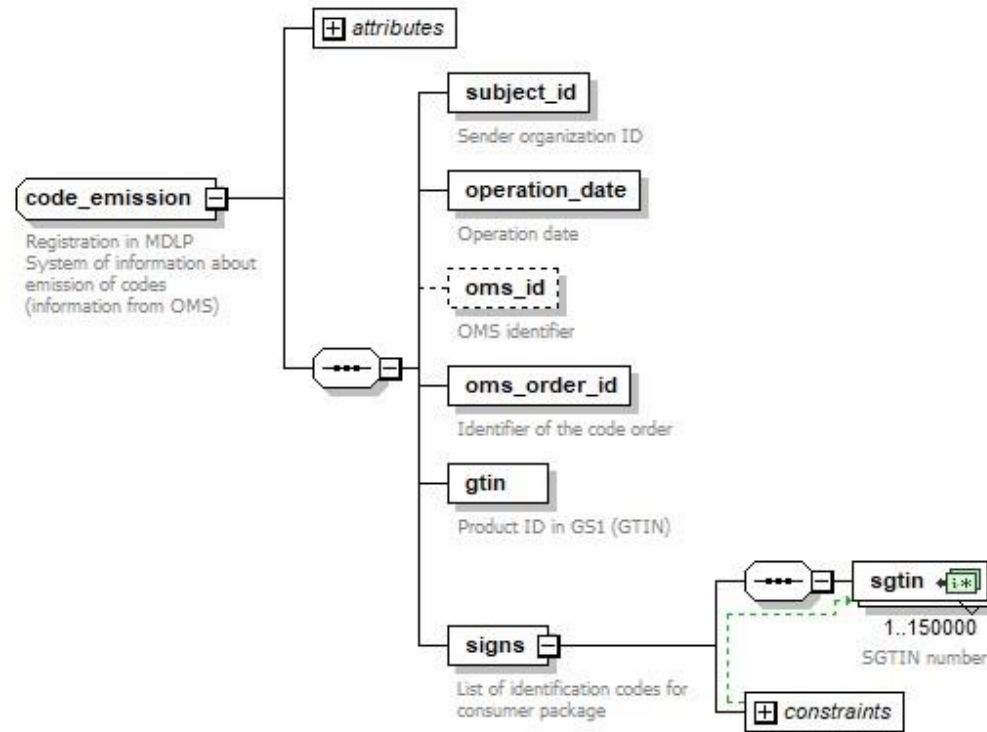 attributes
subject_id
Sender organization ID
operation_date
Operation date
code_emission
Registration in MDLP
System of information about
emission of codes
(information from OMS)
oms_id
OMS identifier
oms_order_id
Identifier of the code order
gtin
Product ID in GS1 (GTIN)
sgtin
i*
1..150000
SGTIN number
signs
List of identification codes for
consumer package
constraints